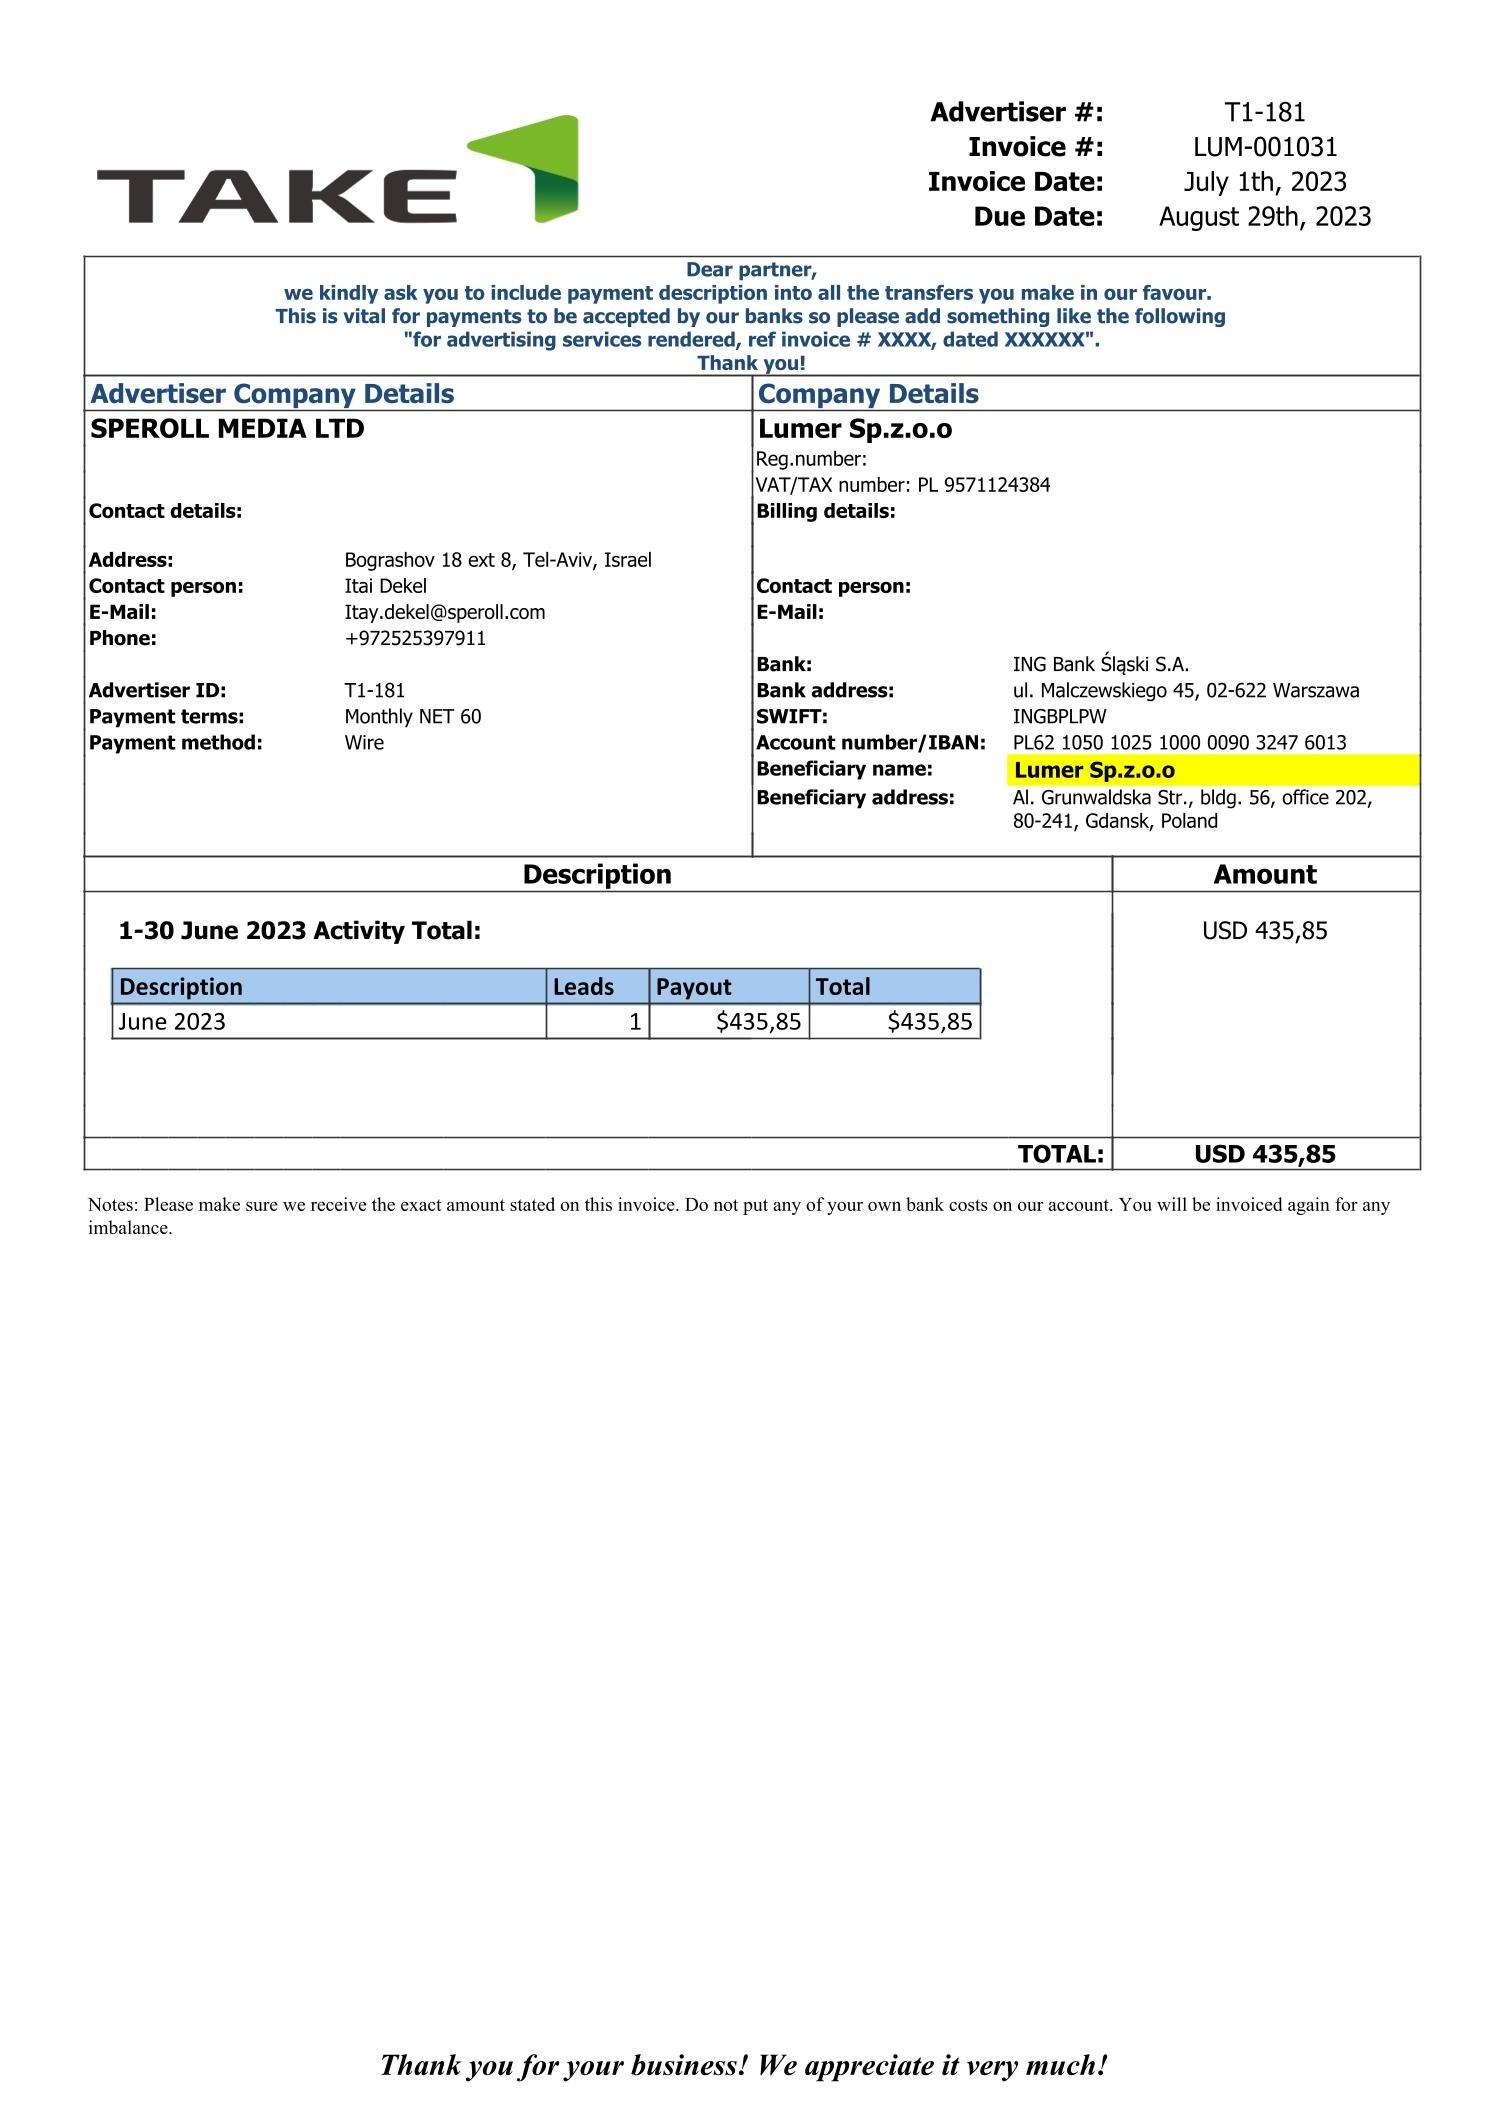 TAKE 1
Advertiser #: T1-181
Invoice #: LUM-001031
Invoice Date: July 1th, 2023
Due Date: August 29th, 2023
Dear partner,
we kindly ask you to include payment description into all the transfers you make in our favour.
This is vital for payments to be accepted by our banks so please add something like the following
"for advertising services rendered, ref invoice # XXXX, dated XXXXXX".
Thank you!
Advertiser Company Details
SPEROLL MEDIA LTD
Contact details:
Address: Bograshov 18 ext 8, Tel-Aviv, Israel
Contact person: Itai Dekel
E-Mail: Itay.dekel@speroll.com
Phone: +972525397911
Advertiser ID: T1-181
Payment terms: Monthly NET 60
Payment method: Wire
Company Details
Lumer Sp.z.o.o
Reg.number:
VAT/TAX number: PL 9571124384
Billing details:
Contact person:
E-Mail:
Bank: ING Bank Śląski S.A.
Bank address: ul. Malczewskiego 45, 02-622 Warszawa
SWIFT: INGBPLPW
Account number/IBAN: PL62 1050 1025 1000 0090 3247 6013
Beneficiary name: Lumer Sp.z.o.o
Beneficiary address: Al. Grunwaldska Str., bldg. 56, office 202,
80-241, Gdansk, Poland
Description Amount
1-30 June 2023 Activity Total: USD 435,85
Description Leads Payout Total
June 2023 1 $435,85 $435,85
TOTAL: USD 435,85
Notes: Please make sure we receive the exact amount stated on this invoice. Do not put any of your own bank costs on our account. You will be invoiced again for any
imbalance.
Thank you for your business! We appreciate it very much!